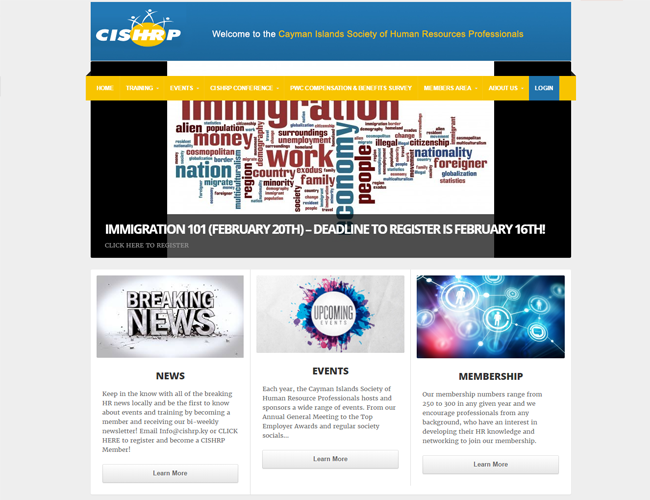 CISHRP
Welcome to the Cayman Islands Society of Human Resources Professionals
HOME TRAINING EVENTS CISHRP CONFERENCE PWC COMPENSATION & BENEFITS SURVEY MEMBERS AREA ABOUT US LOGIN
immigration
alien population
money
cosmopolitan
border
nation
migrate
multiculturalism
region
demography
work
country
minority
exodus
family
surroundings
unemployment
society
economy
people
change
illegal
citizenship
nationality
foreigner
globalization
statistics
IMMIGRATION 101 (FEBRUARY 20TH) – DEADLINE TO REGISTER IS FEBRUARY 16TH!
CLICK HERE TO REGISTER
BREAKING
NEWS
NEWS
Keep in the know with all of the breaking
HR news locally and be the first to know
about events and training by becoming a
member and receiving our bi-weekly
newsletter! Email Info@cishrp.ky or CLICK
HERE to register and become a CISHRP
Member!
Learn More
UPCOMING
EVENTS
EVENTS
Each year, the Cayman Islands Society of
Human Resource Professionals hosts and
sponsors a wide range of events. From our
Annual General Meeting to the Top
Employer Awards and regular society
socials...
Learn More
MEMBERSHIP
Our membership numbers range from
250 to 300 in any given year and we
encourage professionals from any
background, who have an interest in
developing their HR knowledge and
networking to join our membership.
Learn More